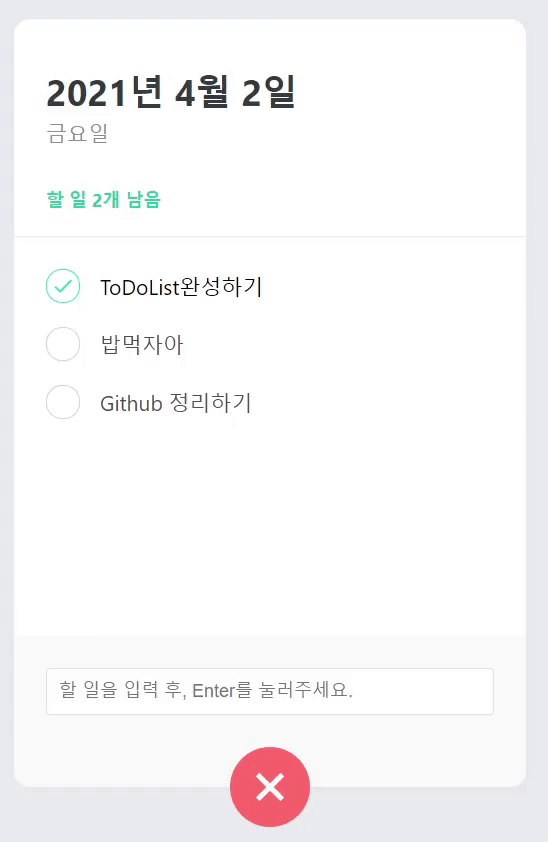 2021년 4월 2일
금요일
할 일 2개 남음
ToDoList완성하기
밥먹자아
Github 정리하기
할 일을 입력 후, Enter를 눌러주세요.